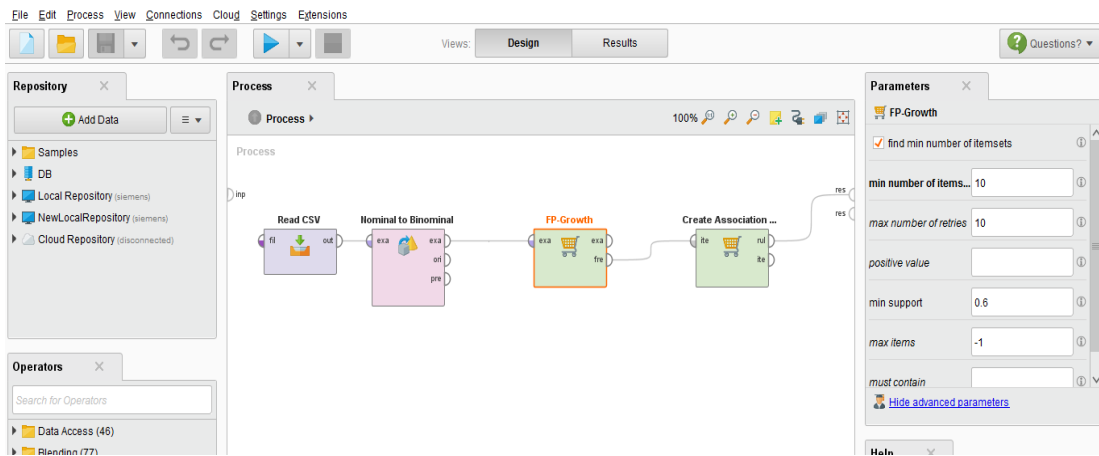 File Edit Process View Connections Cloud Settings Extensions
Views: Design Results Questions?
Repository
Add Data
Samples
DB
Local Repository (siemens)
NewLocalRepository (siemens)
Cloud Repository (disconnected)
Operators
Search for Operators
Data Access (46)
Blending (77)
Process
Process
100%
Process
inp
res
res
Read CSV
fil out
Nominal to Binominal
exa exa
ori
pre
FP-Growth
exa exa
fre
Create Association ...
ite rul
ite
Parameters
FP-Growth
find min number of itemsets
min number of items... 10
max number of retries 10
positive value
min support 0.6
max items -1
must contain
Hide advanced parameters
Help